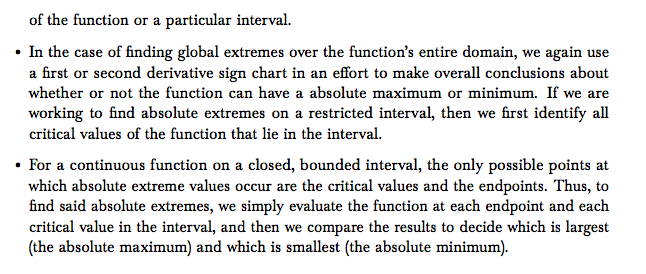 of the function or a particular interval.
• In the case of finding global extremes over the function's entire domain, we again use
a first or second derivative sign chart in an effort to make overall conclusions about
whether or not the function can have a absolute maximum or minimum. If we are
working to find absolute extremes on a restricted interval, then we first identify all
critical values of the function that lie in the interval.
• For a continuous function on a closed, bounded interval, the only possible points at
which absolute extreme values occur are the critical values and the endpoints. Thus, to
find said absolute extremes, we simply evaluate the function at each endpoint and each
critical value in the interval, and then we compare the results to decide which is largest
(the absolute maximum) and which is smallest (the absolute minimum).